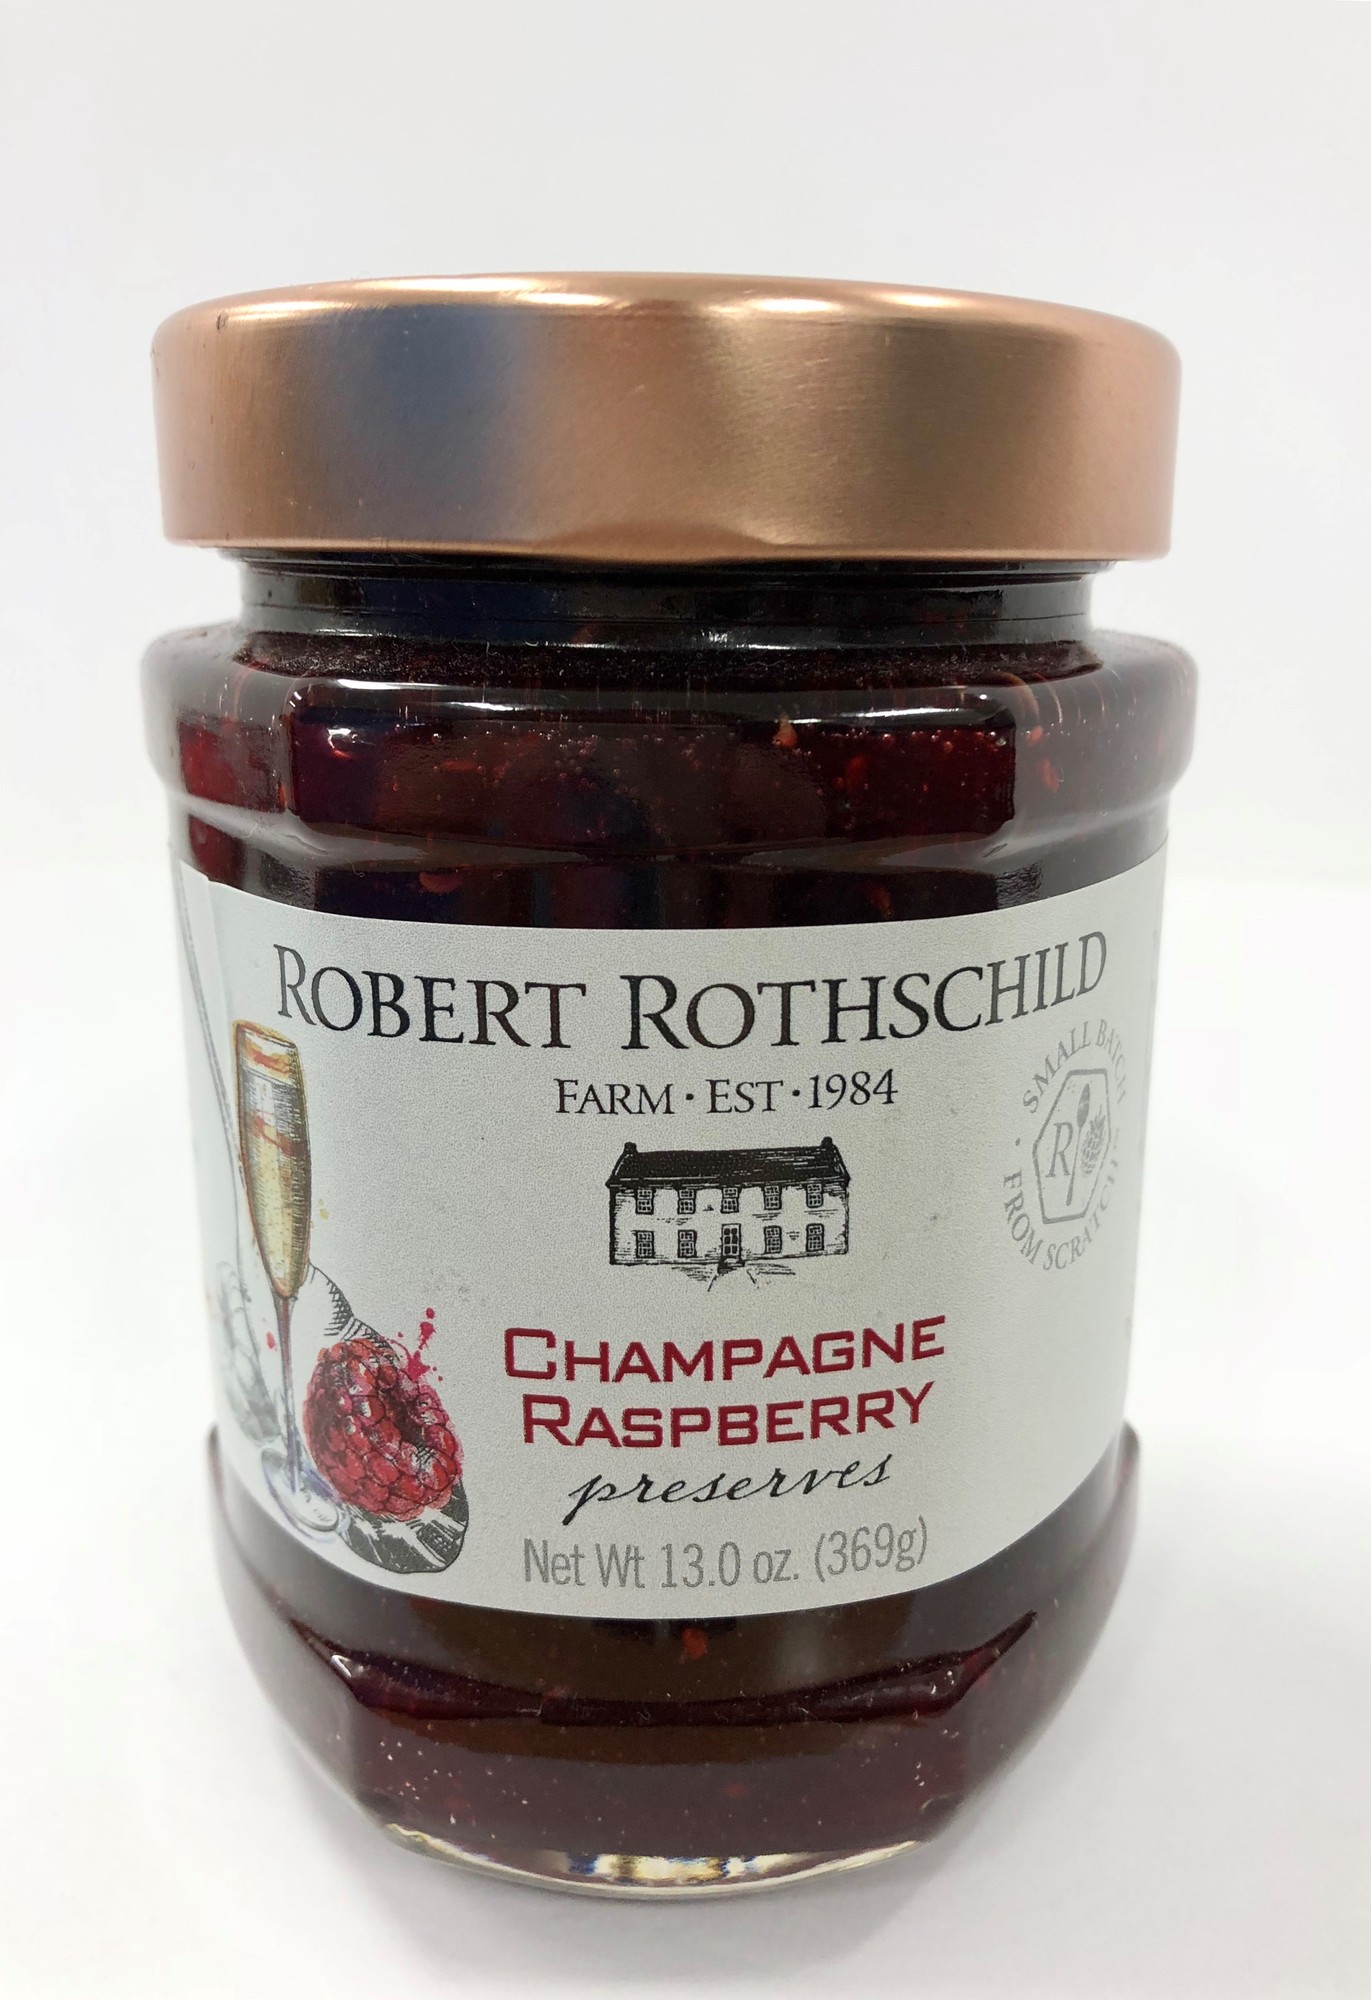 ROBERT ROTHSCHILD
FARM · EST · 1984
SMALL BATCH
R
· FROM SCRATCH
CHAMPAGNE
RASPBERRY
preserves
Net Wt 13.0 oz. (369g)